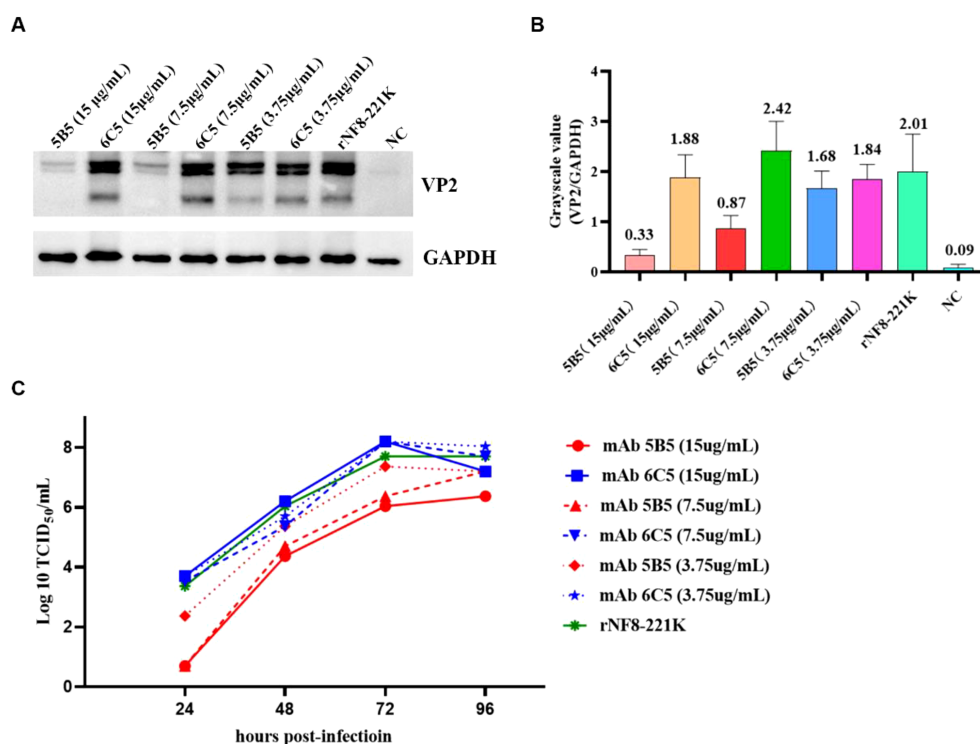 A
5B5 (15 µg/mL)
6C5 (15µg/mL)
5B5 (7.5µg/mL)
6C5 (7.5µg/mL)
5B5 (3.75µg/mL)
6C5 (3.75µg/mL)
rNF8-221K
NC
VP2
GAPDH
B
Grayscale value
(VP2/GAPDH)
4
3
2
1
0
0.33
1.88
0.87
2.42
1.68
1.84
2.01
0.09
5B5 (15µg/mL)
6C5 (15µg/mL)
5B5 (7.5µg/mL)
6C5 (7.5µg/mL)
5B5 (3.75µg/mL)
6C5 (3.75µg/mL)
rNF8-221K
NC
C
Log 10 TCID50/mL
8
6
4
2
0
24 48 72 96
hours post-infectioin
mAb 5B5 (15ug/mL)
mAb 6C5 (15ug/mL)
mAb 5B5 (7.5ug/mL)
mAb 6C5 (7.5ug/mL)
mAb 5B5 (3.75ug/mL)
mAb 6C5 (3.75ug/mL)
rNF8-221K